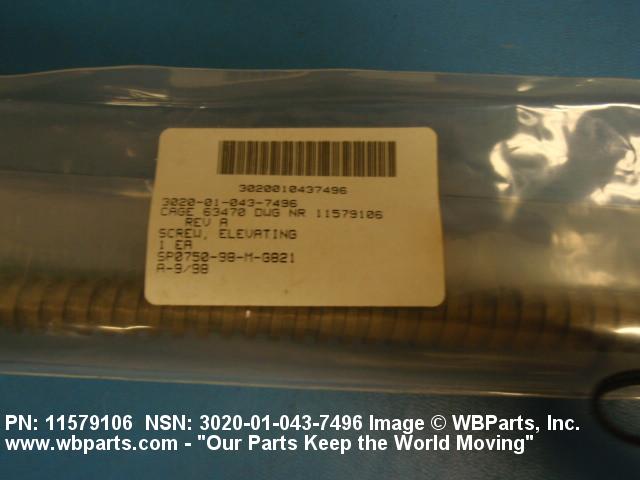 3020010437496
3020-01-043-7496
CAGE 63470 DWG NR 11579106
REV A
SCREW, ELEVATING
1 EA
SP0750-98-M-G821
A-9/98
PN: 11579106 NSN: 3020-01-043-7496 Image © WBParts, Inc.
www.wbparts.com - "Our Parts Keep the World Moving"